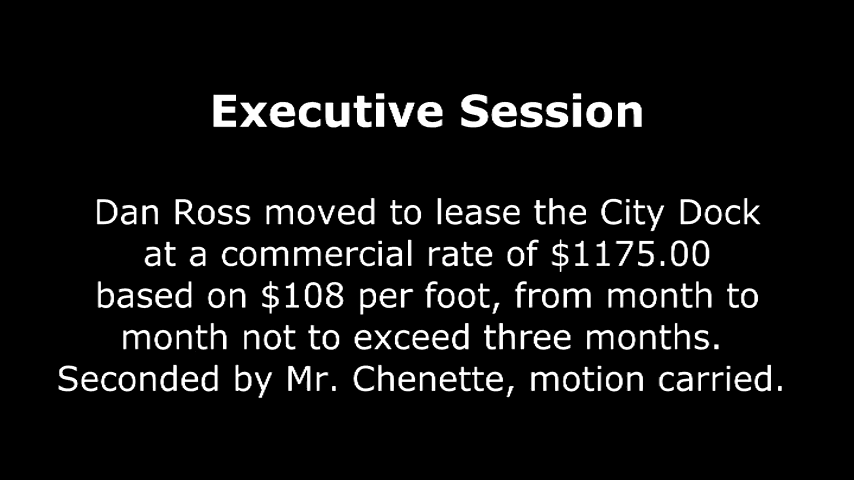 Executive Session
Dan Ross moved to lease the City Dock
at a commercial rate of $1175.00
based on $108 per foot, from month to
month not to exceed three months.
Seconded by Mr. Chenette, motion carried.